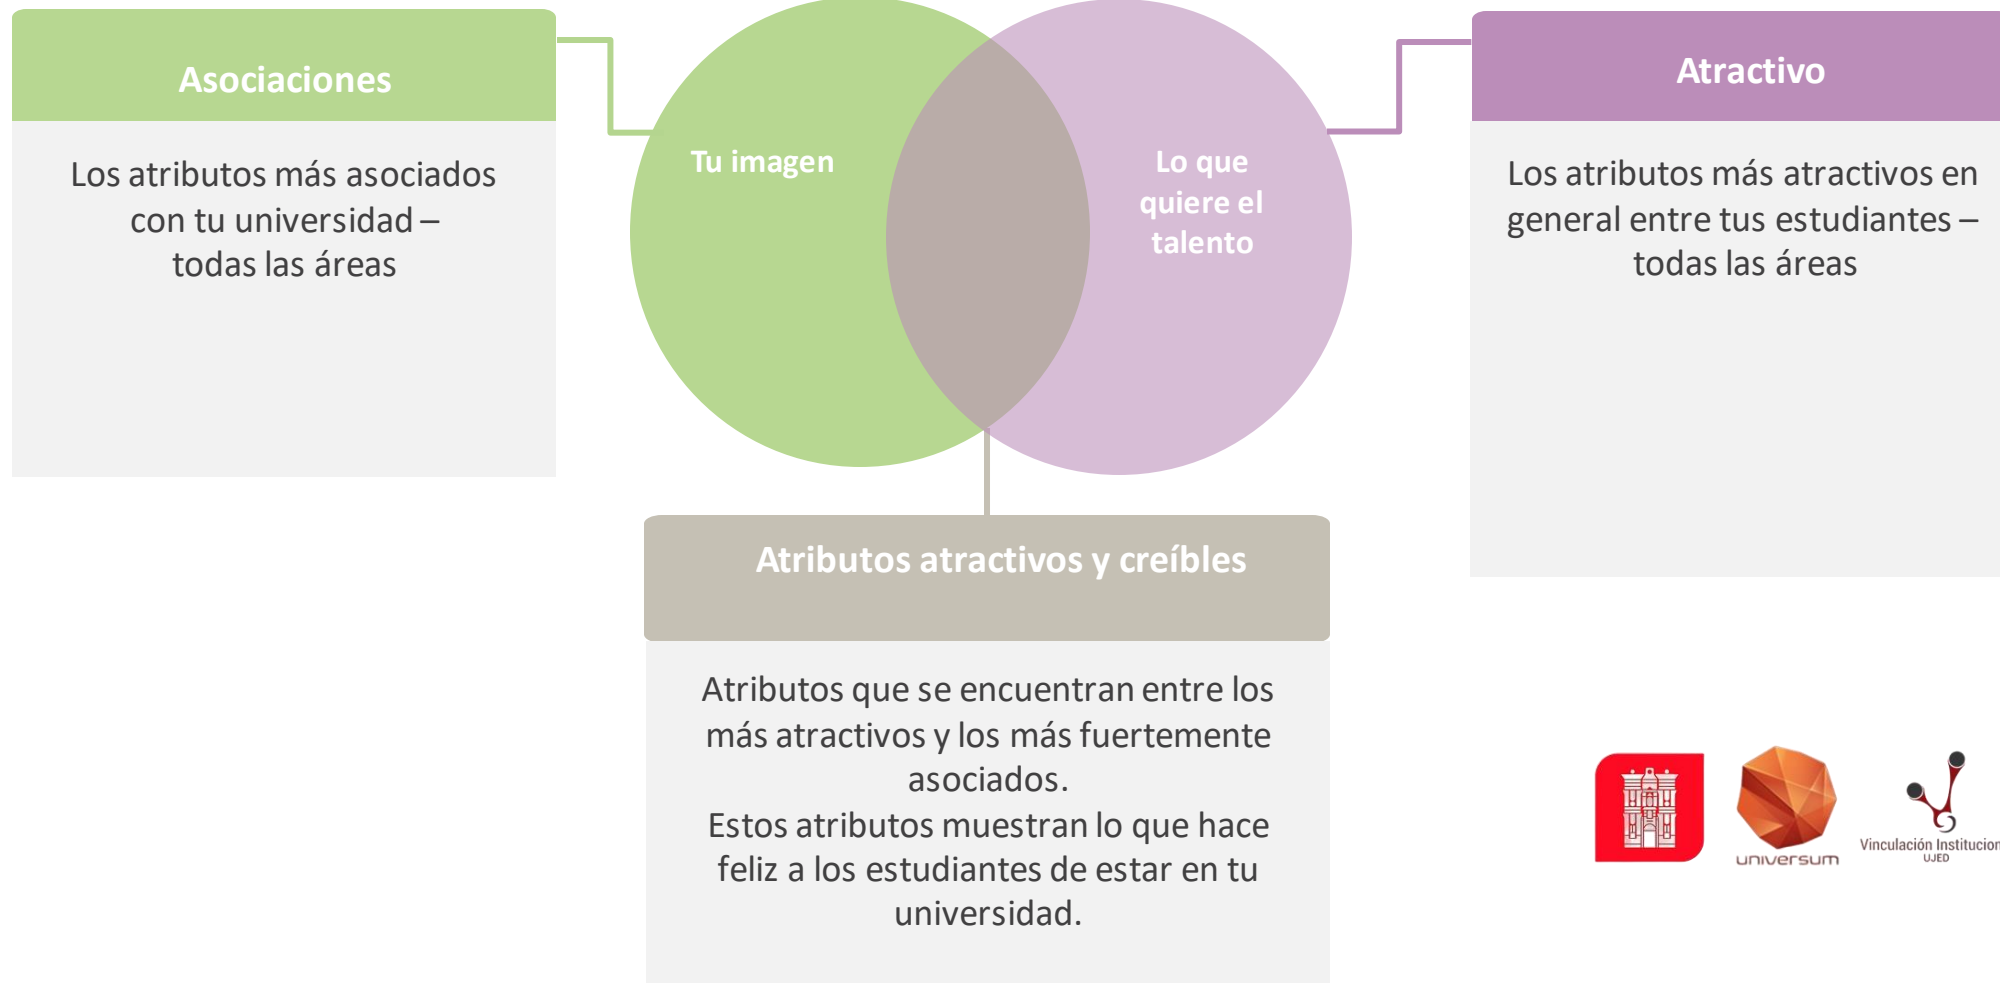 Asociaciones
Los atributos más asociados
con tu universidad –
todas las áreas
Tu imagen
Lo que
quiere el
talento
Atractivo
Los atributos más atractivos en
general entre tus estudiantes –
todas las áreas
Atributos atractivos y creíbles
Atributos que se encuentran entre los
más atractivos y los más fuertemente
asociados.
Estos atributos muestran lo que hace
feliz a los estudiantes de estar en tu
universidad.
universum
Vinculación Institucion
UJED